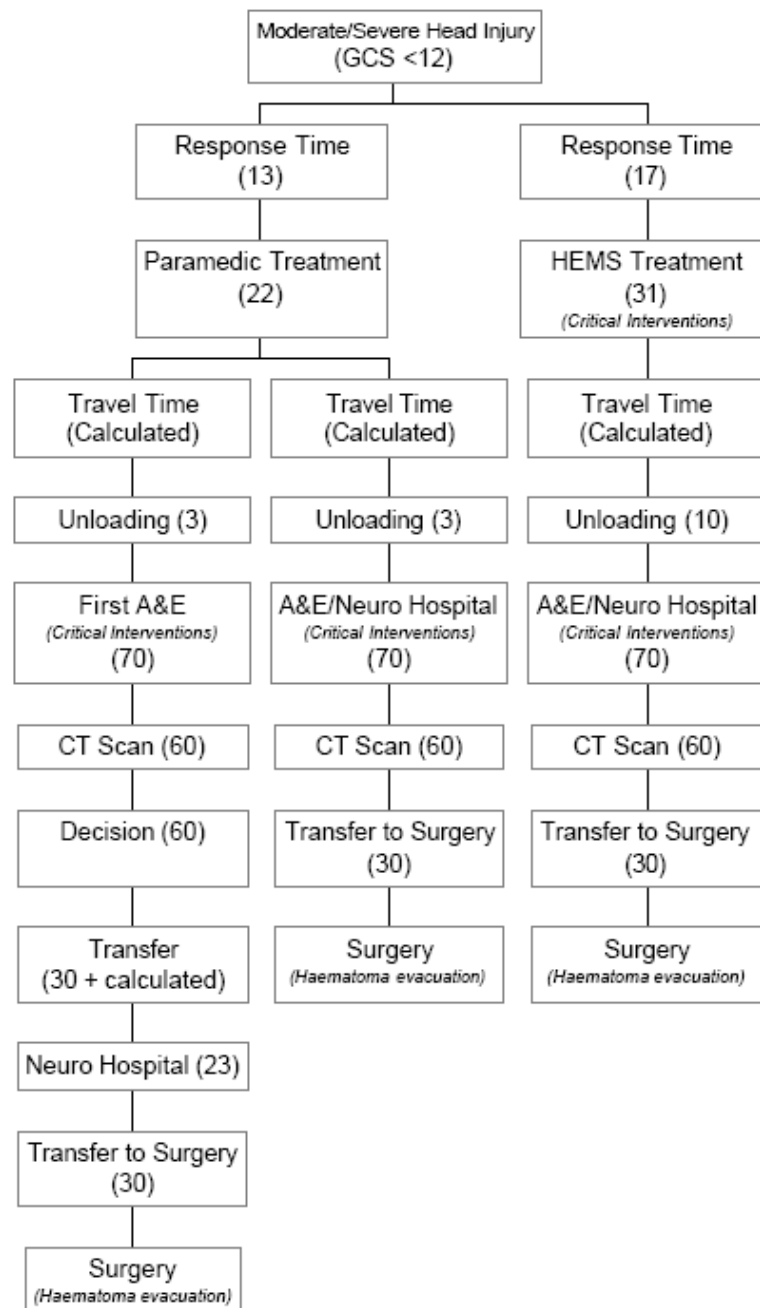 Moderate/Severe Head Injury
(GCS <12)
Response Time
(13)
Response Time
(17)
Paramedic Treatment
(22)
HEMS Treatment
(31)
(Critical Interventions)
Travel Time
(Calculated)
Travel Time
(Calculated)
Travel Time
(Calculated)
Unloading (3)
Unloading (3)
Unloading (10)
First A&E
(Critical Interventions)
(70)
A&E/Neuro Hospital
(Critical Interventions)
(70)
A&E/Neuro Hospital
(Critical Interventions)
(70)
CT Scan (60)
CT Scan (60)
CT Scan (60)
Decision (60)
Transfer to Surgery
(30)
Transfer to Surgery
(30)
Transfer
(30 + calculated)
Surgery
(Haematoma evacuation)
Surgery
(Haematoma evacuation)
Neuro Hospital (23)
Transfer to Surgery
(30)
Surgery
(Haematoma evacuation)